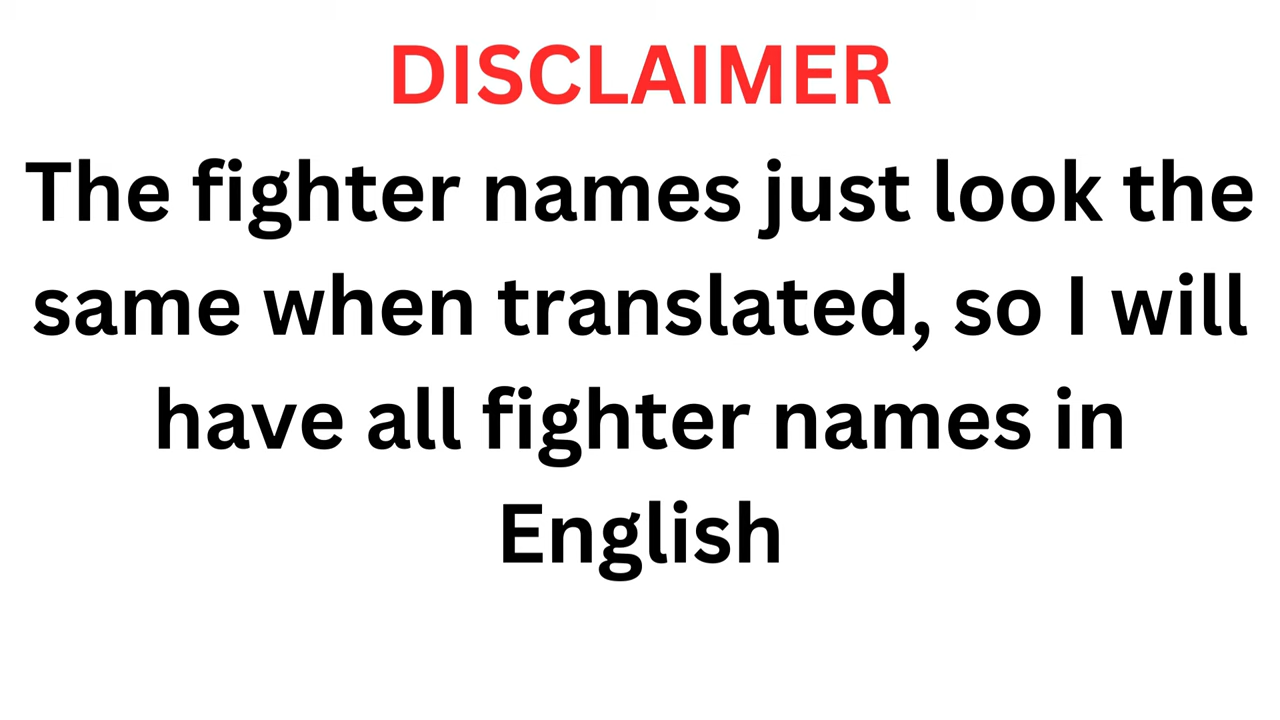 DISCLAIMER
The fighter names just look the
same when translated, so I will
have all fighter names in
English